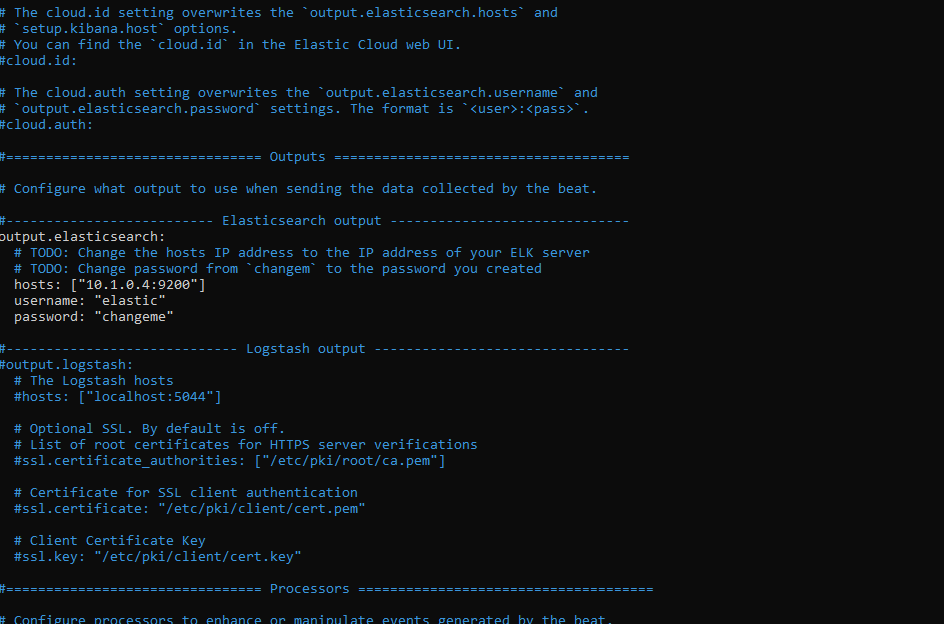 # The cloud.id setting overwrites the `output.elasticsearch.hosts` and
# `setup.kibana.host` options.
# You can find the `cloud.id` in the Elastic Cloud web UI.
#cloud.id:

# The cloud.auth setting overwrites the `output.elasticsearch.username` and
# `output.elasticsearch.password` settings. The format is `<user>:<pass>`.
#cloud.auth:

#================================ Outputs =====================================

# Configure what output to use when sending the data collected by the beat.

#-------------------------- Elasticsearch output ------------------------------
output.elasticsearch:
  # TODO: Change the hosts IP address to the IP address of your ELK server
  # TODO: Change password from `changem` to the password you created
  hosts: ["10.1.0.4:9200"]
  username: "elastic"
  password: "changeme"

#----------------------------- Logstash output --------------------------------
#output.logstash:
  # The Logstash hosts
  #hosts: ["localhost:5044"]

  # Optional SSL. By default is off.
  # List of root certificates for HTTPS server verifications
  #ssl.certificate_authorities: ["/etc/pki/root/ca.pem"]

  # Certificate for SSL client authentication
  #ssl.certificate: "/etc/pki/client/cert.pem"

  # Client Certificate Key
  #ssl.key: "/etc/pki/client/cert.key"

#================================ Processors =====================================

# Configure processors to enhance or manipulate events generated by the beat.